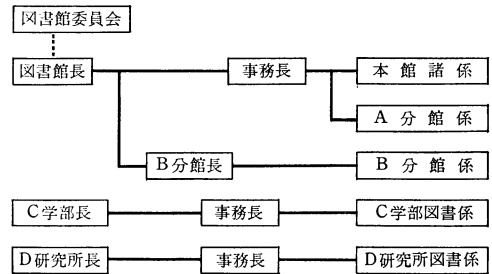 図書館委員会
図書館長 事務長 本館諸係
A分館係
B分館長 B分館係
C学部長 事務長 C学部図書係
D研究所長 事務長 D研究所図書係